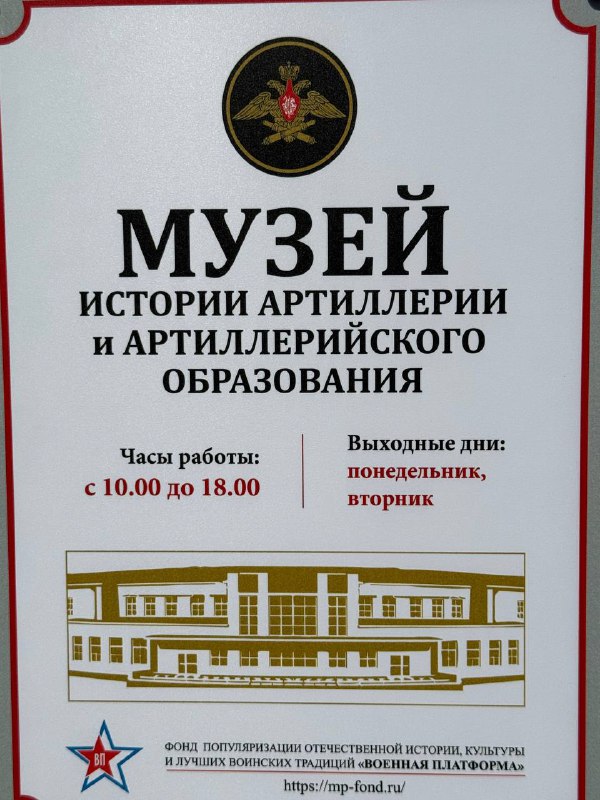 МУЗЕЙ
ИСТОРИИ АРТИЛЛЕРИИ
и АРТИЛЛЕРИЙСКОГО
ОБРАЗОВАНИЯ
Часы работы:
с 10.00 до 18.00
Выходные дни:
понедельник,
вторник
ВП
ФОНД ПОПУЛЯРИЗАЦИИ ОТЕЧЕСТВЕННОЙ ИСТОРИИ, КУЛЬТУРЫ
И ЛУЧШИХ ВОИНСКИХ ТРАДИЦИЙ «ВОЕННАЯ ПЛАТФОРМА»
https://mp-fond.ru/